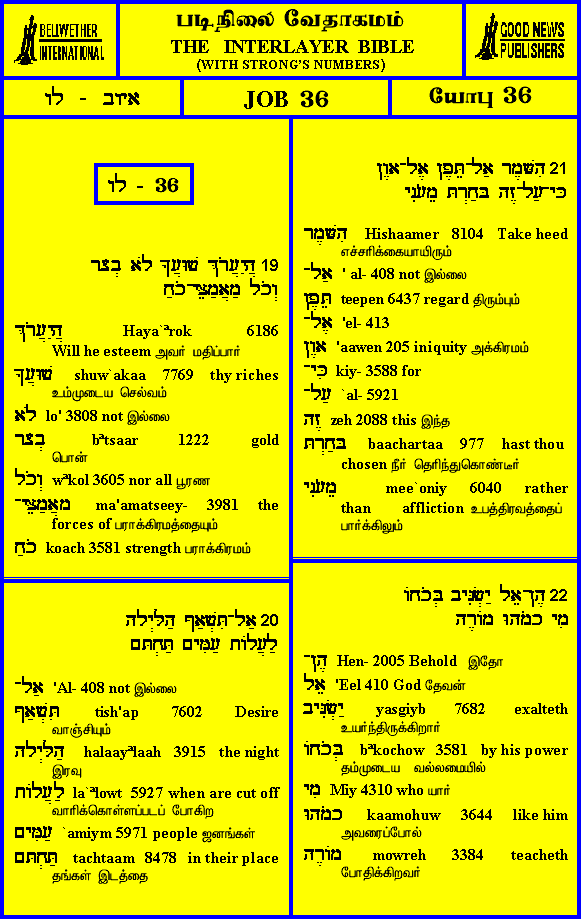 BELLWETHER
INTERNATIONAL
படிநிலை வேதாகமம்
THE INTERLAYER BIBLE
(WITH STRONG'S NUMBERS)
GOOD NEWS
PUBLISHERS
איוב - לו
JOB 36
யோபு 36
לו - 36
19 הֲיַעֲרֹךְ שׁוּעֲךָ לֹא בְצָר
וְכֹל מַאֲמַצֵּי־כֹחַ
הֲיַעֲרֹךְ Haya`ªrok 6186
Will he esteem அவர் மதிப்பார்
שׁוּעֲךָ shuw`akaa 7769 thy riches
உம்முடைய செல்வம்
לֹא lo' 3808 not இல்லை
בְצָר bªtsaar 1222 gold
பொன்
וְכֹל wªkol 3605 nor all பூரண
מַאֲמַצֵּי־ ma'amatseey- 3981 the
forces of பராக்கிரமத்தையும்
כֹחַ koach 3581 strength பராக்கிரமம்
20 אַל־תִּשְׁאַף הַלָּיְלָה
לַעֲלוֹת עַמִּים תַּחְתָּם
אַל־ 'Al- 408 not இல்லை
תִּשְׁאַף tish'ap 7602 Desire
வாஞ்சியும்
הַלָּיְלָה halaayªlaah 3915 the night
இரவு
לַעֲלוֹת la`ªlowt 5927 when are cut off
வாரிக்கொள்ளப்படப் போகிற
עַמִּים `amiym 5971 people ஜனங்கள்
תַּחְתָּם tachtaam 8478 in their place
தங்கள் இடத்தை
21 הִשָּׁמֶר אַל־תֵּפֶן אֶל־אָוֶן
כִּי־עַל־זֶה בָּחַרְתָּ מֵעֹנִי
הִשָּׁמֶר Hishaamer 8104 Take heed
எச்சரிக்கையாயிரும்
אַל־ ' al- 408 not இல்லை
תֵּפֶן teepen 6437 regard திரும்பும்
אֶל־ 'el- 413
אָוֶן 'aawen 205 iniquity அக்கிரமம்
כִּי־ kiy- 3588 for
עַל־ `al- 5921
זֶה zeh 2088 this இந்த
בָּחַרְתָּ baachartaa 977 hast thou
chosen நீர் தெரிந்துகொண்டீர்
מֵעֹנִי mee`oniy 6040 rather
than affliction உபத்திரவத்தைப்
பார்க்கிலும்
22 הֶן־אֵל יַשְׂגִּיב בְּכֹחוֹ
מִי כָמֹהוּ מוֹרֶה
הֶן־ Hen- 2005 Behold இதோ
אֵל 'Eel 410 God தேவன்
יַשְׂגִּיב yasgiyb 7682 exalteth
உயர்ந்திருக்கிறார்
בְּכֹחוֹ bªkochow 3581 by his power
தம்முடைய வல்லமையில்
מִי Miy 4310 who யார்
כָמֹהוּ kaamohuw 3644 like him
அவரைப்போல்
מוֹרֶה mowreh 3384 teacheth
போதிக்கிறவர்